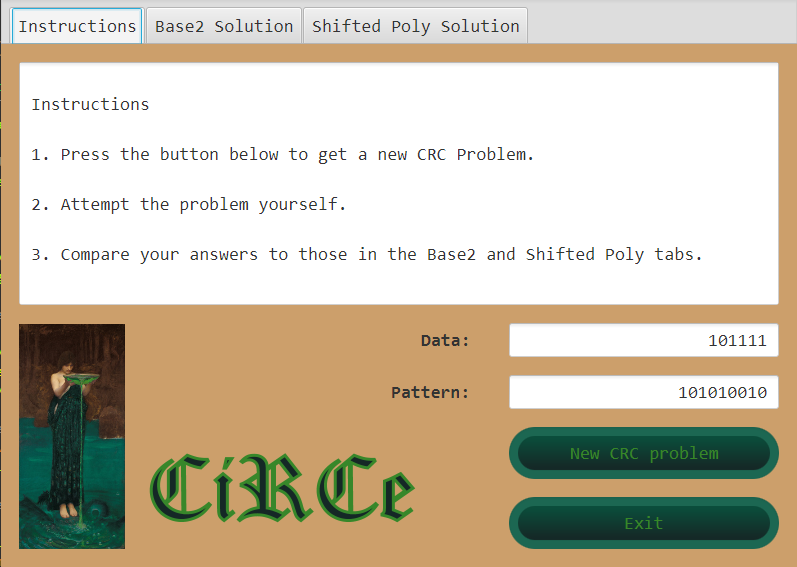 Instructions Base2 Solution Shifted Poly Solution
Instructions
1. Press the button below to get a new CRC Problem.
2. Attempt the problem yourself.
3. Compare your answers to those in the Base2 and Shifted Poly tabs.
Data: 101111
Pattern: 101010010
New CRC problem
CíRCe
Exit